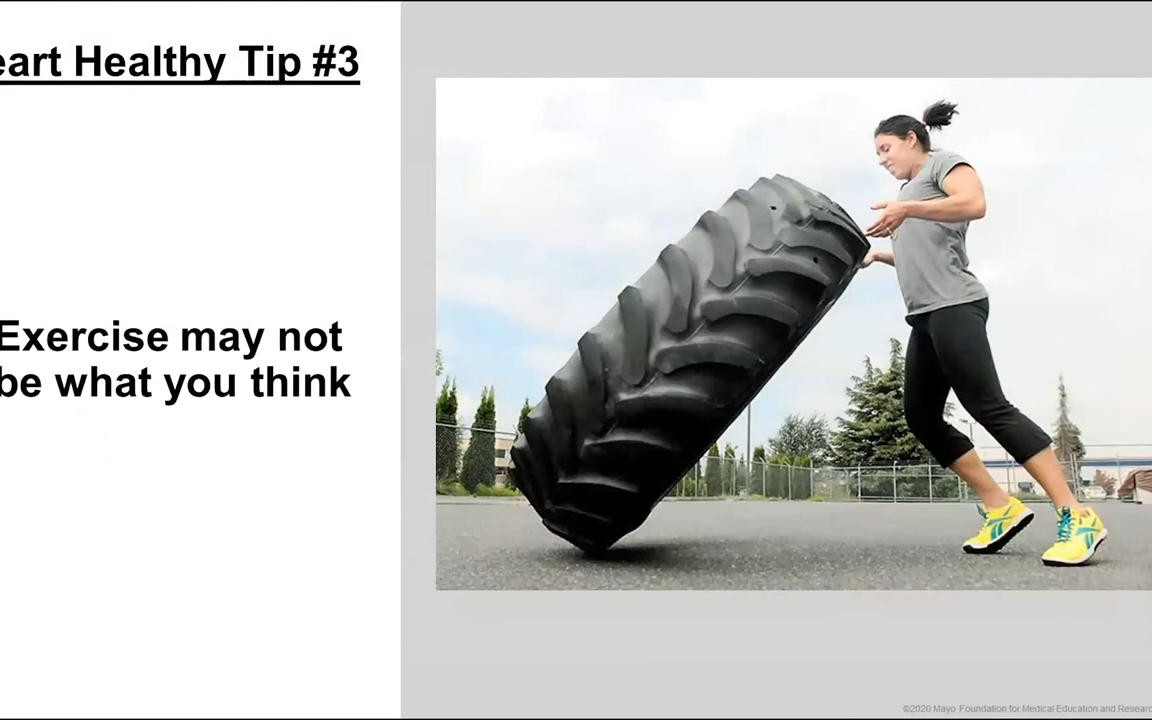 eart Healthy Tip #3
Exercise may not
be what you think
©2020 Mayo Foundation for Medical Education and Researc